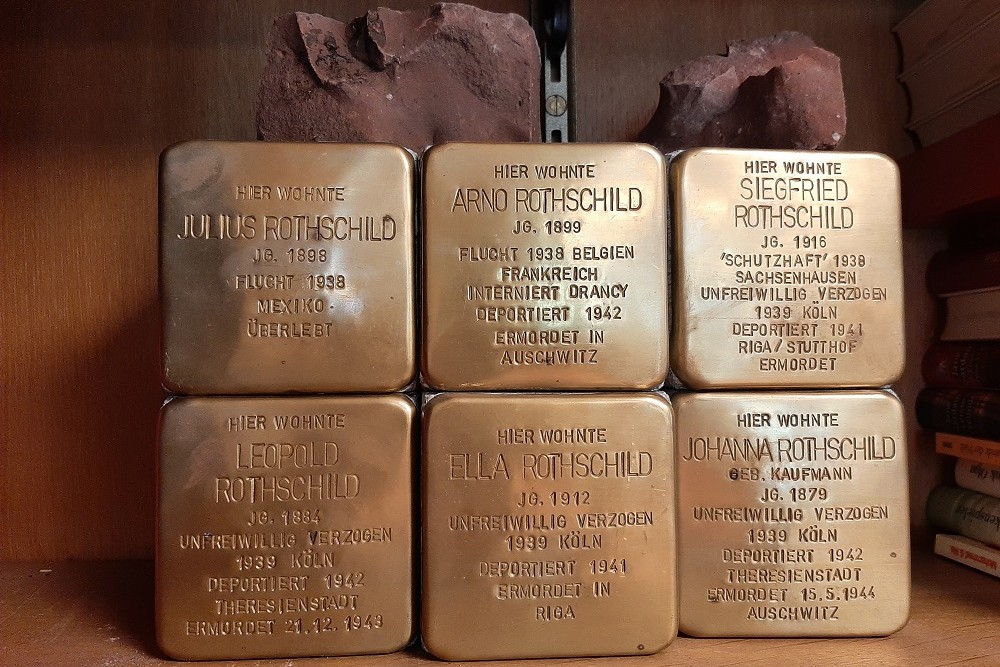 HIER WOHNTE
JULIUS ROTHSCHILD
JG. 1898
FLUCHT 1938
MEXIKO
ÜBERLEBT
HIER WOHNTE
ARNO ROTHSCHILD
JG. 1899
FLUCHT 1938 BELGIEN
FRANKREICH
INTERNIERT DRANCY
DEPORTIERT 1942
ERMORDET IN
AUSCHWITZ
HIER WOHNTE
SIEGFRIED
ROTHSCHILD
JG. 1916
'SCHUTZHAFT' 1938
SACHSENHAUSEN
UNFREIWILLIG VERZOGEN
1939 KÖLN
DEPORTIERT 1941
RIGA/STUTTHOF
ERMORDET
HIER WOHNTE
LEOPOLD
ROTHSCHILD
JG. 1884
UNFREIWILLIG VERZOGEN
1939 KÖLN
DEPORTIERT 1942
THERESIENSTADT
ERMORDET 21.12.1943
HIER WOHNTE
ELLA ROTHSCHILD
JG. 1912
UNFREIWILLIG VERZOGEN
1939 KÖLN
DEPORTIERT 1941
ERMORDET IN
RIGA
HIER WOHNTE
JOHANNA ROTHSCHILD
GEB. KAUFMANN
JG. 1879
UNFREIWILLIG VERZOGEN
1939 KÖLN
DEPORTIERT 1942
THERESIENSTADT
ERMORDET 15.5.1944
AUSCHWITZ